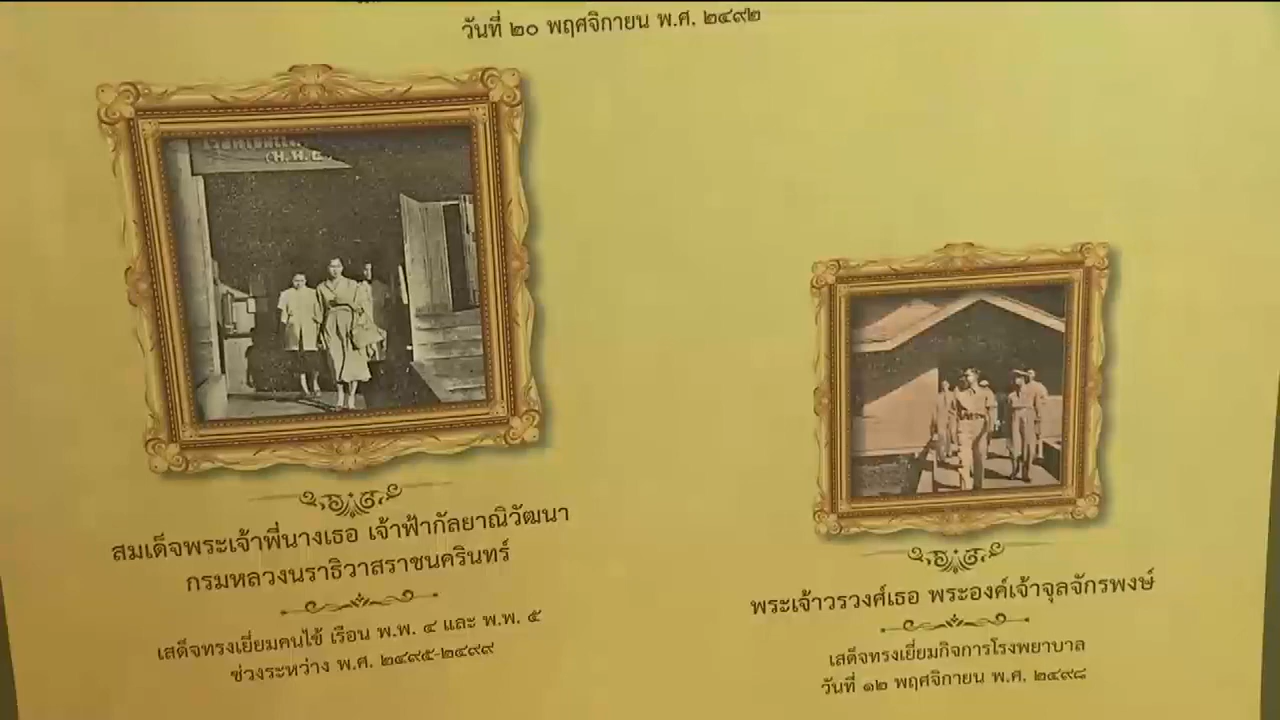 วันที่ ๒๐ พฤศจิกายน พ.ศ. ๒๔๙๒
(ห.พ.๕
สมเด็จพระเจ้าพี่นางเธอ เจ้าฟ้ากัลยาณิวัฒนา
กรมหลวงนราธิวาสราชนครินทร์
เสด็จทรงเยี่ยมคนไข้ เรือน พ.พ. ๔ และ พ.พ. ๕
ช่วงระหว่าง พ.ศ. ๒๔๙๕-๒๔๙๙
พระเจ้าวรวงศ์เธอ พระองค์เจ้าจุลจักรพงษ์
เสด็จทรงเยี่ยมกิจการโรงพยาบาล
วันที่ ๑๒ พฤศจิกายน พ.ศ. ๒๔๙๘